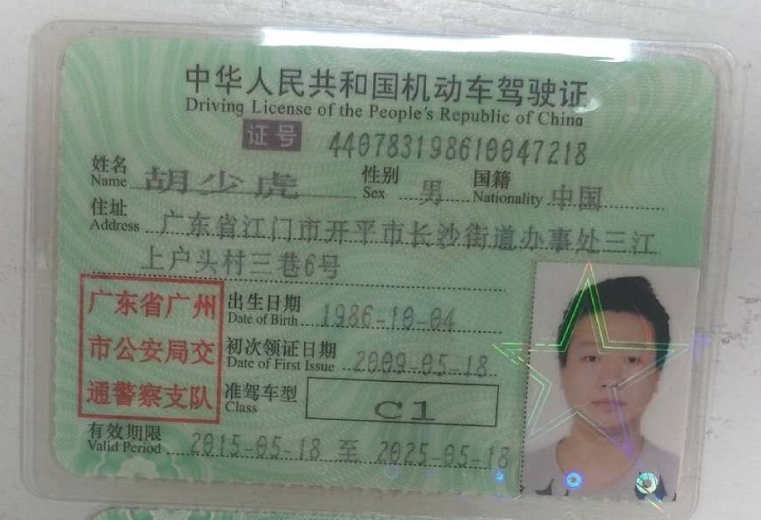 中华人民共和国机动车驾驶证
Driving License of the People's Republic of China
证号 440783198610047218
姓名 胡少虎 性别 男 国籍 中国
Name Sex Nationality
住址 广东省江门市开平市长沙街道办事处三江
Address
上户头村三巷6号
广东省广州
市公安局交
通警察支队
出生日期 1986-10-04
Date of Birth
初次领证日期 2009-05-18
Date of First Issue
准驾车型 C1
Class
有效期限 2015-05-18 至 2025-05-18
Valid Period